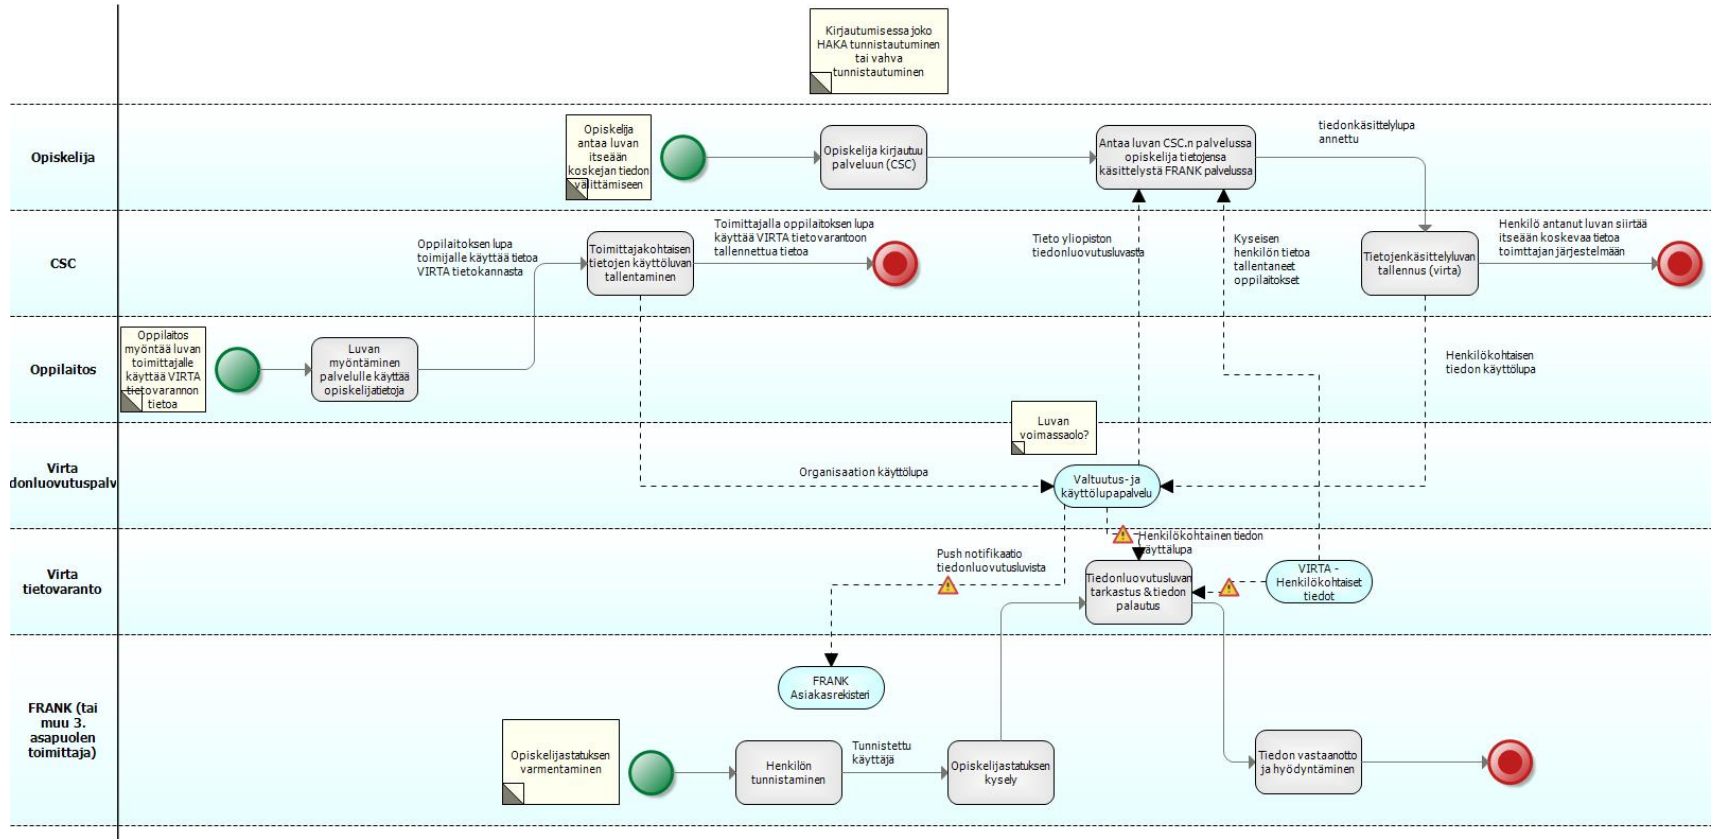 Kirjautumisessa joko
HAKA tunnistautuminen
tai vahva
tunnistautuminen
Opiskelija
Opiskelija
antaa luvan
itseään
koskejan tiedon
välittämiseen
Opiskelija kirjautuu
palveluun (CSC)
Antaa luvan CSC.n palvelussa
opiskelija tietojensa
käsittelystä FRANK palvelussa
tiedonkäsittelylupa
annettu
CSC
Oppilaitoksen lupa
toimijalle käyttää tietoa
VIRTA tietokannasta
Toimittajakohtaisen
tietojen käyttöluvan
tallentaminen
Toimittajalla oppilaitoksen lupa
käyttää VIRTA tietovarantoon
tallennettua tietoa
Tieto yliopiston
tiedonluovutusluvasta
Kyseisen
henkilön tietoa
tallentaneet
oppilaitokset
Tietojenkäsittelyluvan
tallennus (virta)
Henkilö antanut luvan siirtää
itseään koskevaa tietoa
toimttajan järjestelmään
Oppilaitos
Oppilaitos
myöntää luvan
toimittajalle
käyttää VIRTA
tietovarannon
tietoa
Luvan
myöntäminen
palvelulle käyttää
opiskelijatietoja
Henkilökohtaisen
tiedon käyttölupa
Luvan
voimassaolo?
Virta
donluovutuspalv
Organisaation käyttölupa
Valtuutus- ja
käyttölupapalvelu
Virta
tietovaranto
Push notifikaatio
tiedonluovutusluvista
Henkilökohtainen tiedon
käyttälupa
Tiedonluovutusluvan
tarkastus & tiedon
palautus
VIRTA -
Henkilökohtaiset
tiedot
FRANK (tai
muu 3.
asapuolen
toimittaja)
FRANK
Asiakasrekisteri
Opiskelijastatuksen
varmentaminen
Henkilön
tunnistaminen
Tunnistettu
käyttäjä
Opiskelijastatuksen
kysely
Tiedon vastaanotto
ja hyödyntäminen